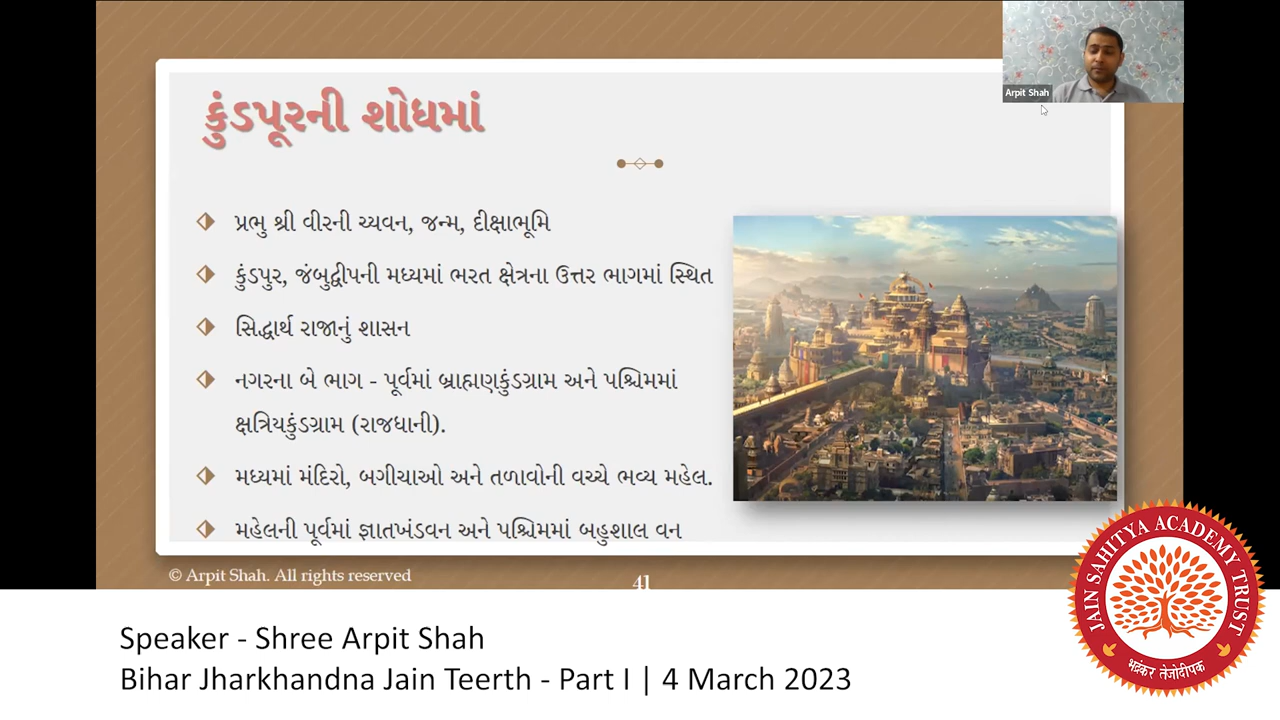 કુંડપૂરની શોધમાં
Arpit Shah
પ્રભુ શ્રી વીરની ચ્યવન, જન્મ, દીક્ષાભૂમિ
કુંડપુર, જંબુદ્વીપની મધ્યમાં ભરત ક્ષેત્રના ઉત્તર ભાગમાં સ્થિત
સિદ્ધાર્થ રાજાનું શાસન
નગરના બે ભાગ - પૂર્વમાં બ્રાહ્મણકુંડગ્રામ અને પશ્ચિમમાં
ક્ષત્રિયકુંડગ્રામ (રાજધાની).
મધ્યમાં મંદિરો, બગીચાઓ અને તળાવોની વચ્ચે ભવ્ય મહેલ.
મહેલની પૂર્વમાં જ્ઞાતખંડવન અને પશ્ચિમમાં બહુશાલ વન
© Arpit Shah. All rights reserved
41
Speaker - Shree Arpit Shah
Bihar Jharkhandna Jain Teerth - Part I | 4 March 2023
JAIN SAHITYA ACADEMY TRUST
भद्रंकर तेजोदीपक